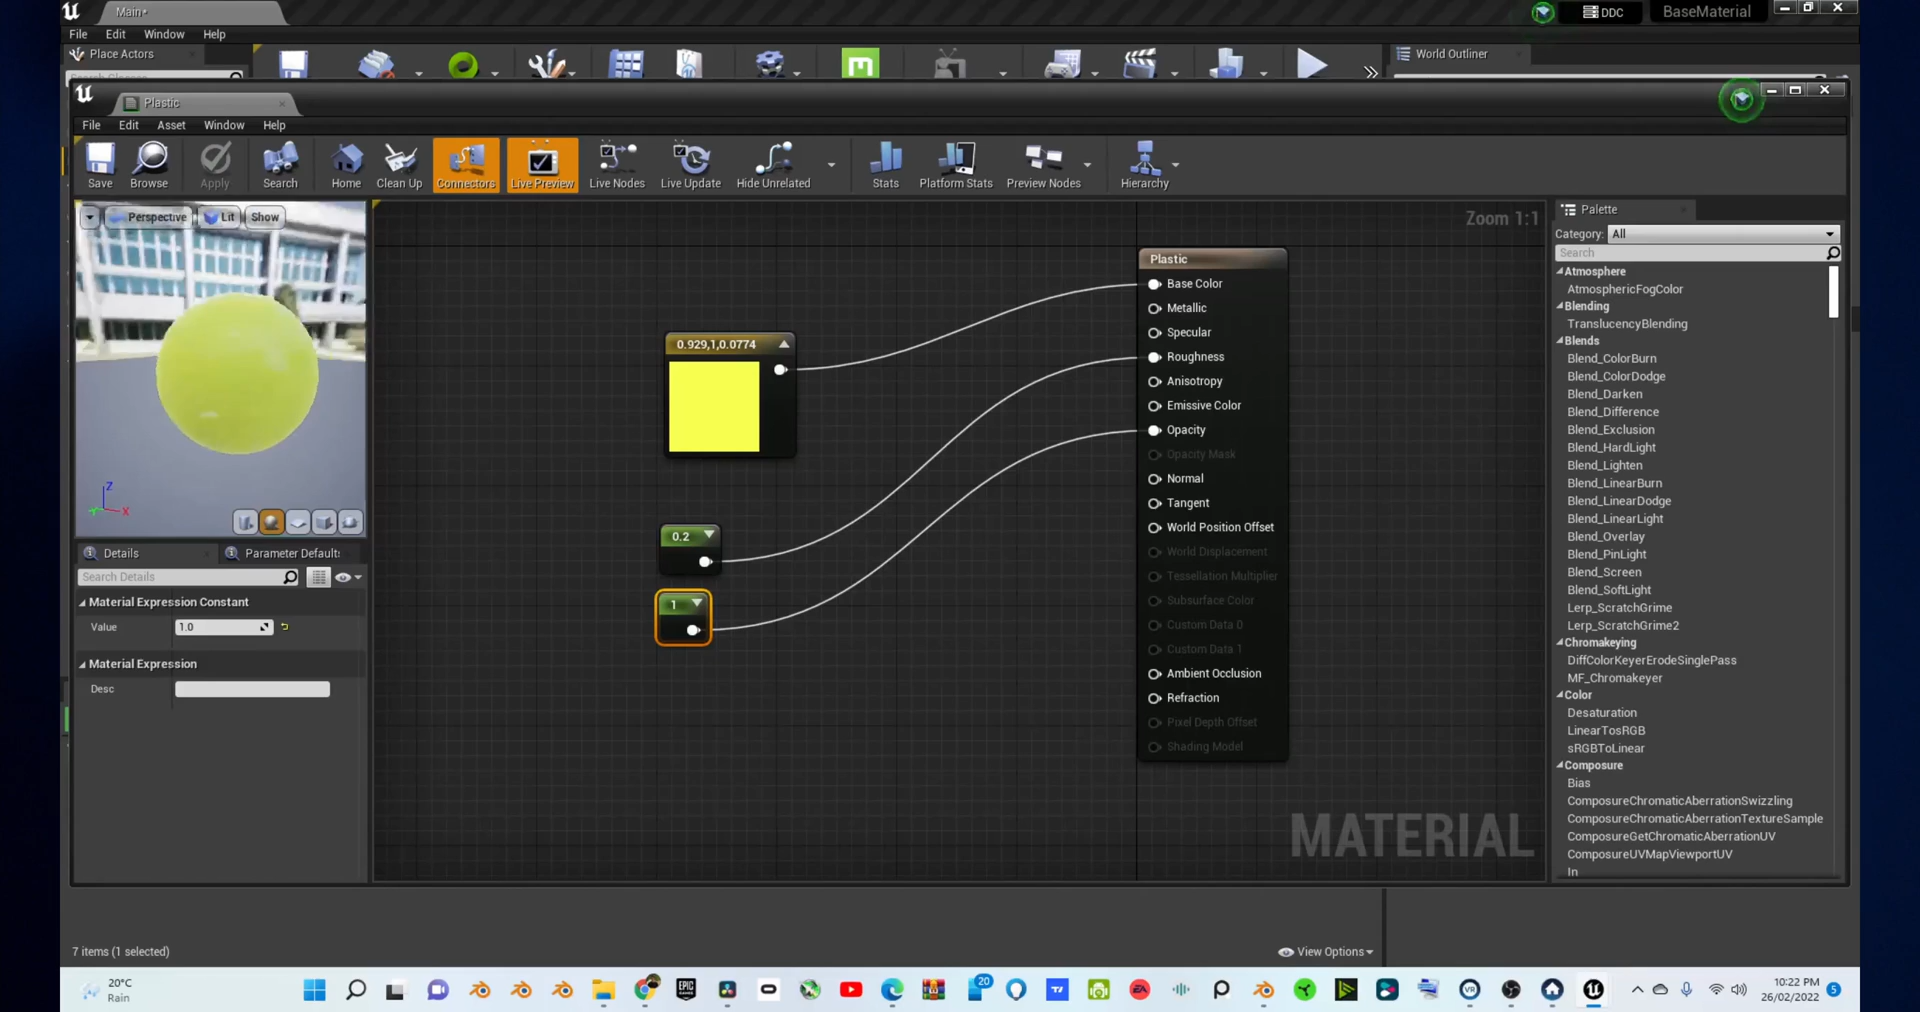 Main*
DDC
BaseMaterial
File Edit Window Help
Place Actors
World Outliner
Plastic
File Edit Asset Window Help
Save
Browse
Apply
Search
Home
Clean Up
Connectors
Live Preview
Live Nodes
Live Update
Hide Unrelated
Stats
Platform Stats
Preview Nodes
Hierarchy
Perspective
Lit
Show
Zoom 1:1
Plastic
Base Color
Metallic
Specular
Roughness
Anisotropy
Emissive Color
Opacity
Opacity Mask
Normal
Tangent
World Position Offset
World Displacement
Tessellation Multiplier
Subsurface Color
Custom Data 0
Custom Data 1
Ambient Occlusion
Refraction
Pixel Depth Offset
Shading Model
0.929,1,0.0774
0.2
1
MATERIAL
Z
X
Details
Parameter Defaults
Search Details
Material Expression Constant
Value 1.0
Material Expression
Desc
Palette
Category: All
Search
Atmosphere
AtmosphericFogColor
Blending
TranslucencyBlending
Blends
Blend_ColorBurn
Blend_ColorDodge
Blend_Darken
Blend_Difference
Blend_Exclusion
Blend_HardLight
Blend_Lighten
Blend_LinearBurn
Blend_LinearDodge
Blend_LinearLight
Blend_Overlay
Blend_PinLight
Blend_Screen
Blend_SoftLight
Lerp_ScratchGrime
Lerp_ScratchGrime2
Chromakeying
DiffColorKeyerErodeSinglePass
MF_Chromakeyer
Color
Desaturation
LinearTosRGB
sRGBToLinear
Composure
Bias
ComposureChromaticAberrationSwizzling
ComposureChromaticAberrationTextureSample
ComposureGetChromaticAberrationUV
ComposureUVMapViewportUV
In
7 items (1 selected)
View Options
20°C
Rain
EPIC
GAMES
20
EA
VR
10:22 PM
26/02/2022
5